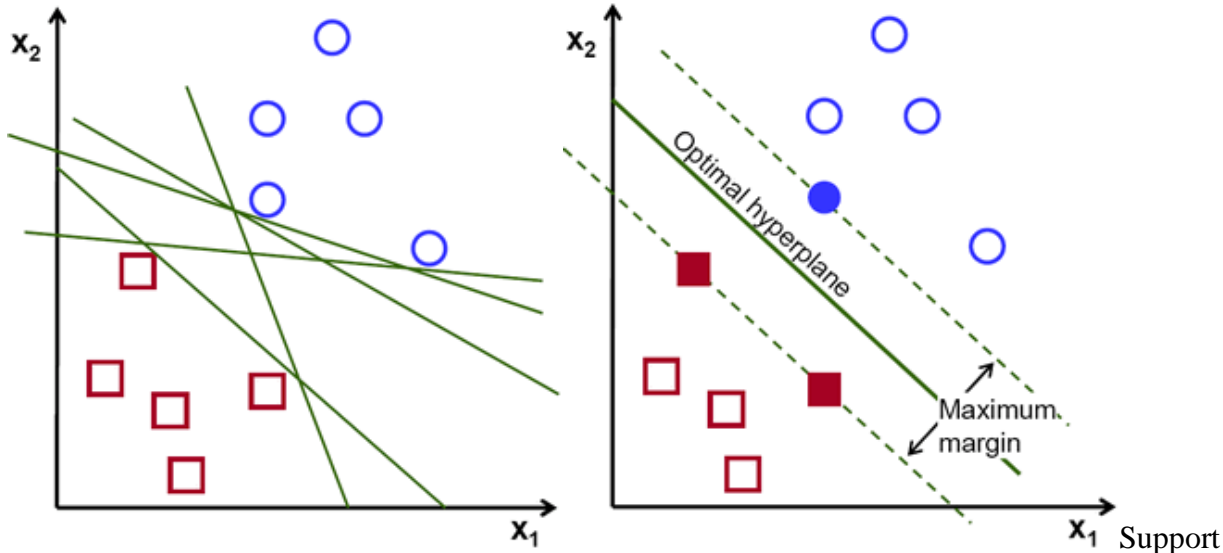 x2
x1
x2
Optimal hyperplane
Maximum
margin
x1
Support